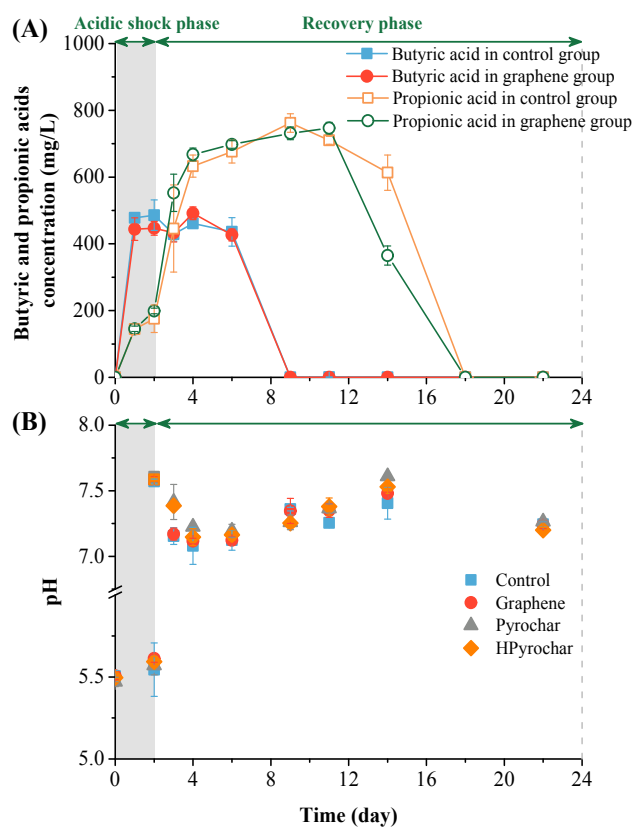 Acidic shock phase
Recovery phase
(A)
1000
800
600
400
200
0
Butyric and propionic acids
concentration (mg/L)
Butyric acid in control group
Butyric acid in graphene group
Propionic acid in control group
Propionic acid in graphene group
0
4
8
12
16
20
24
(B)
8.0
7.5
7.0
5.5
5.0
pH
Control
Graphene
Pyrochar
HPyrochar
0
4
8
12
16
20
24
Time (day)